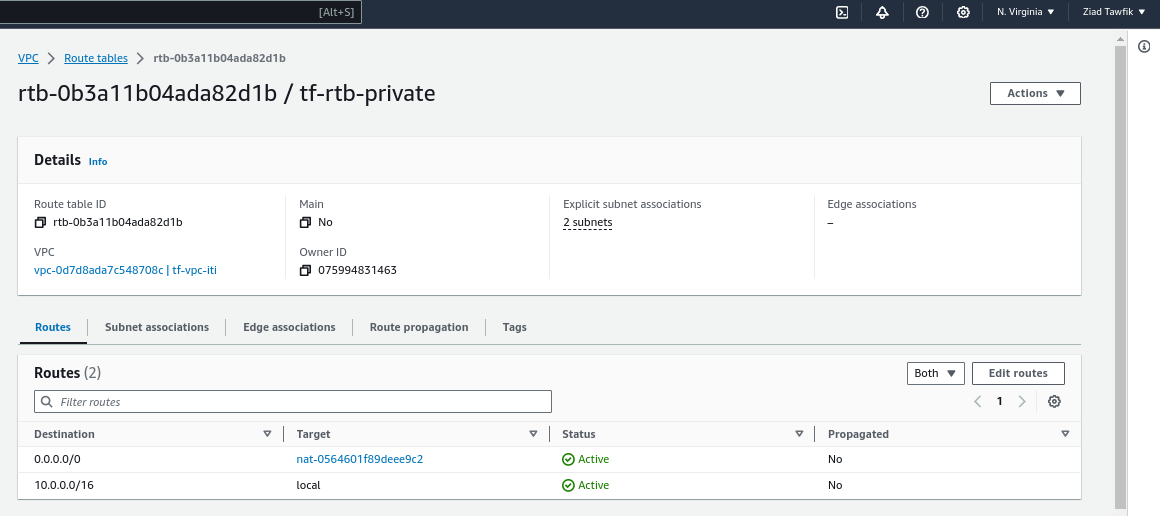 [Alt+S] N. Virginia Ziad Tawfik
VPC Route tables rtb-0b3a11b04ada82d1b
rtb-0b3a11b04ada82d1b / tf-rtb-private
Actions
Details Info
Route table ID
rtb-0b3a11b04ada82d1b
Main
No
Explicit subnet associations
2 subnets
Edge associations
–
VPC
vpc-0d7d8ada7c548708c | tf-vpc-iti
Owner ID
075994831463
Routes Subnet associations Edge associations Route propagation Tags
Routes (2) Both Edit routes
Filter routes 1
Destination Target Status Propagated
0.0.0.0/0 nat-0564601f89deee9c2 Active No
10.0.0.0/16 local Active No